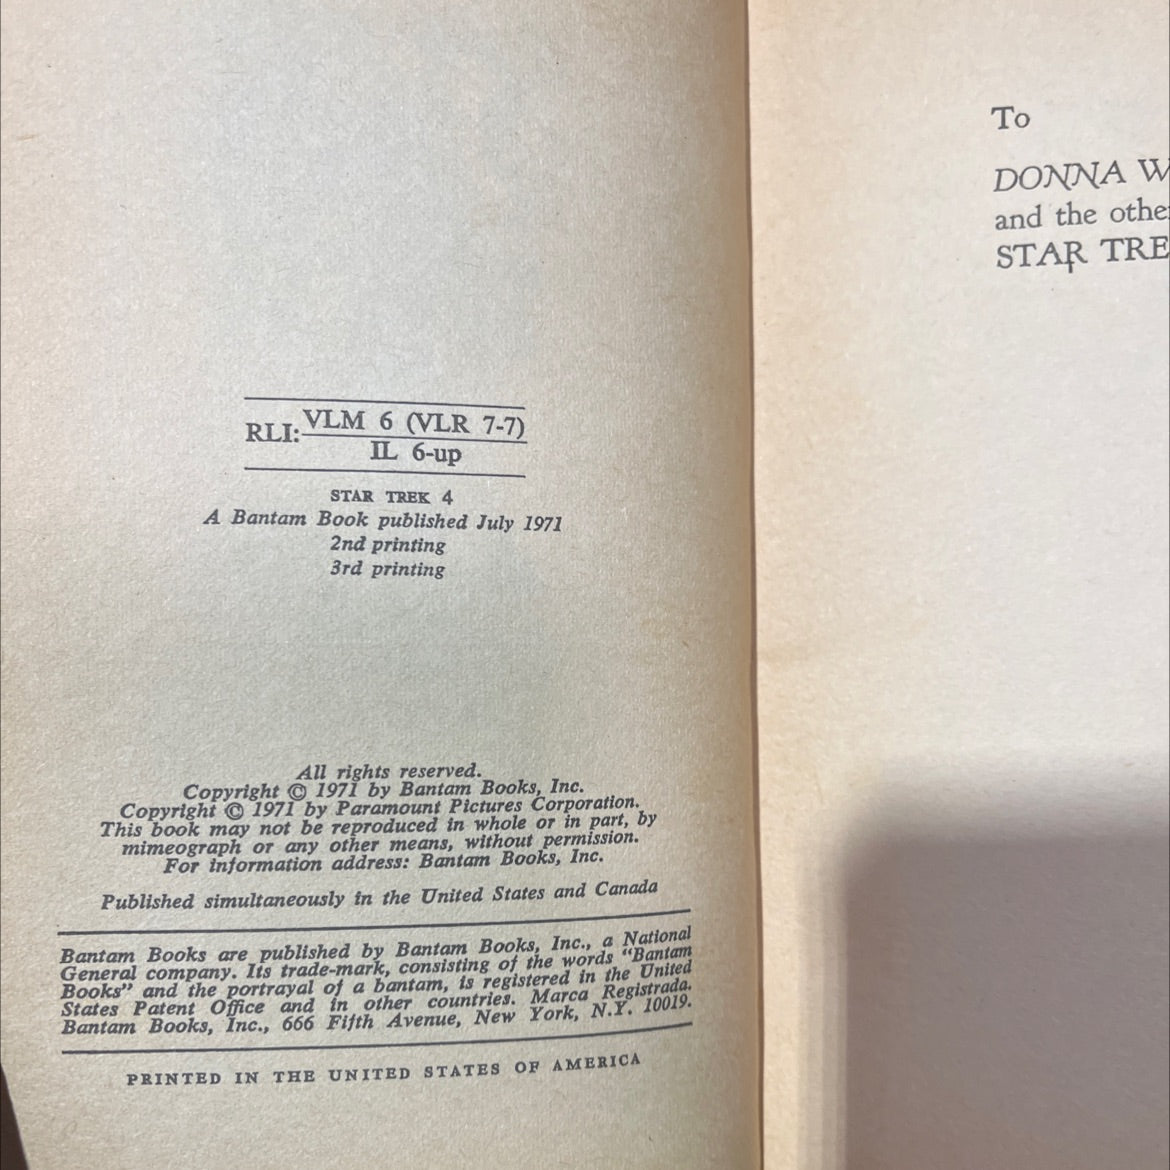 RLI: VLM 6 (VLR 7-7)
IL 6-up
STAR TREK 4
A Bantam Book published July 1971
2nd printing
3rd printing
All rights reserved.
Copyright © 1971 by Bantam Books, Inc.
Copyright © 1971 by Paramount Pictures Corporation.
This book may not be reproduced in whole or in part, by
mimeograph or any other means, without permission.
For information address: Bantam Books, Inc.
Published simultaneously in the United States and Canada
Bantam Books are published by Bantam Books, Inc., a National
General company. Its trade-mark, consisting of the words "Bantam
Books" and the portrayal of a bantam, is registered in the United
States Patent Office and in other countries. Marca Registrada.
Bantam Books, Inc., 666 Fifth Avenue, New York, N.Y. 10019.
PRINTED IN THE UNITED STATES OF AMERICA
To
DONNA
and the
STAR